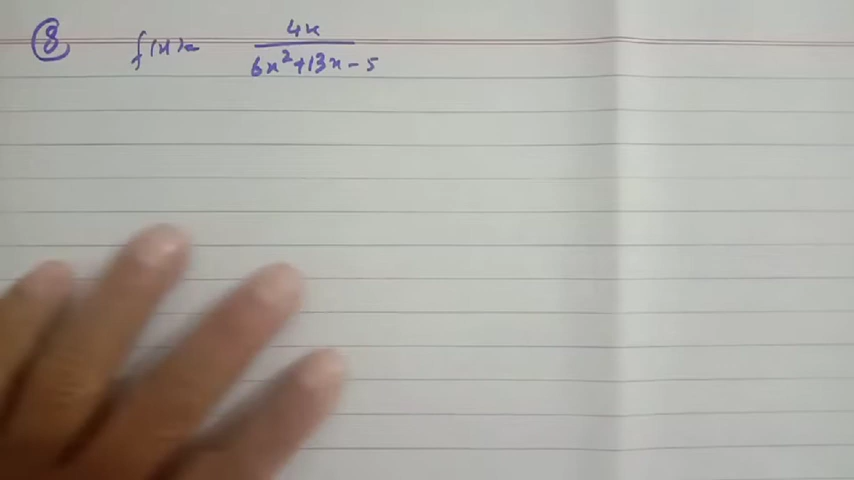 ⑧ f(x) = 4x / 6x²+13x-5